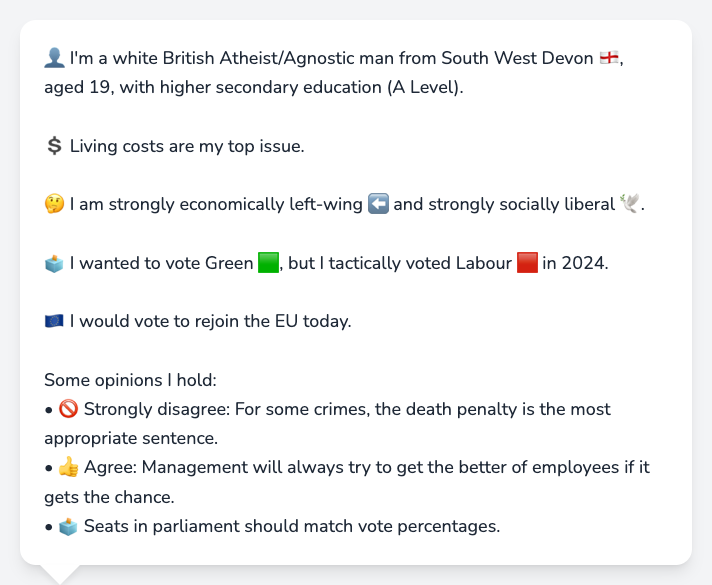 👤 I'm a white British Atheist/Agnostic man from South West Devon 🏴󠁧󠁢󠁥󠁮󠁧󠁿,
aged 19, with higher secondary education (A Level).
💲 Living costs are my top issue.
🤔 I am strongly economically left-wing ⬅️ and strongly socially liberal 🕊️.
🗳️ I wanted to vote Green 🟩, but I tactically voted Labour 🟥 in 2024.
🇪🇺 I would vote to rejoin the EU today.
Some opinions I hold:
• 🚫 Strongly disagree: For some crimes, the death penalty is the most
appropriate sentence.
• 👍 Agree: Management will always try to get the better of employees if it
gets the chance.
• 🗳️ Seats in parliament should match vote percentages.